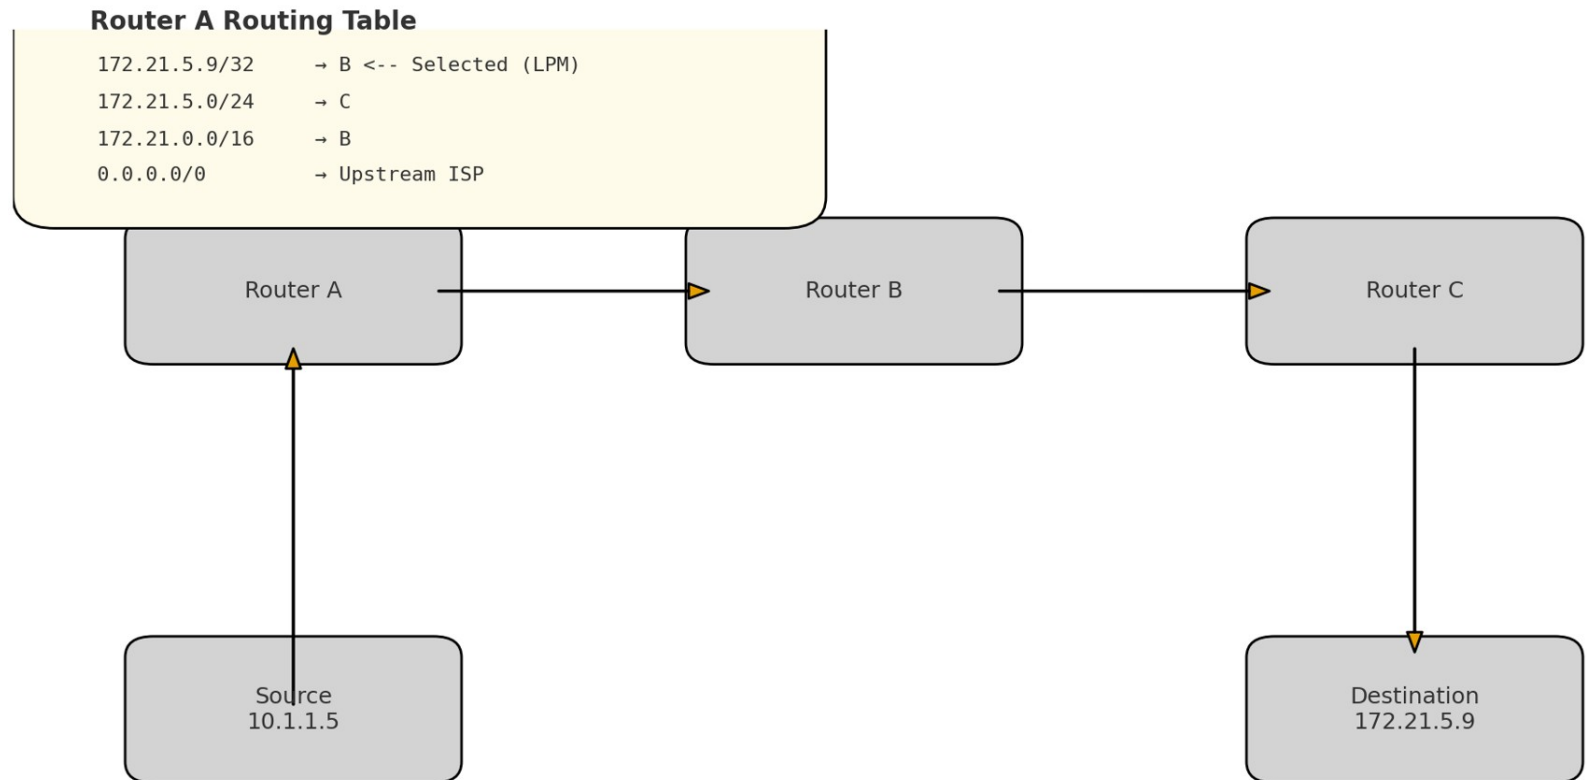 Router A Routing Table
172.21.5.9/32 → B <-- Selected (LPM)
172.21.5.0/24 → C
172.21.0.0/16 → B
0.0.0.0/0 → Upstream ISP
Router A
Router B
Router C
Source
10.1.1.5
Destination
172.21.5.9